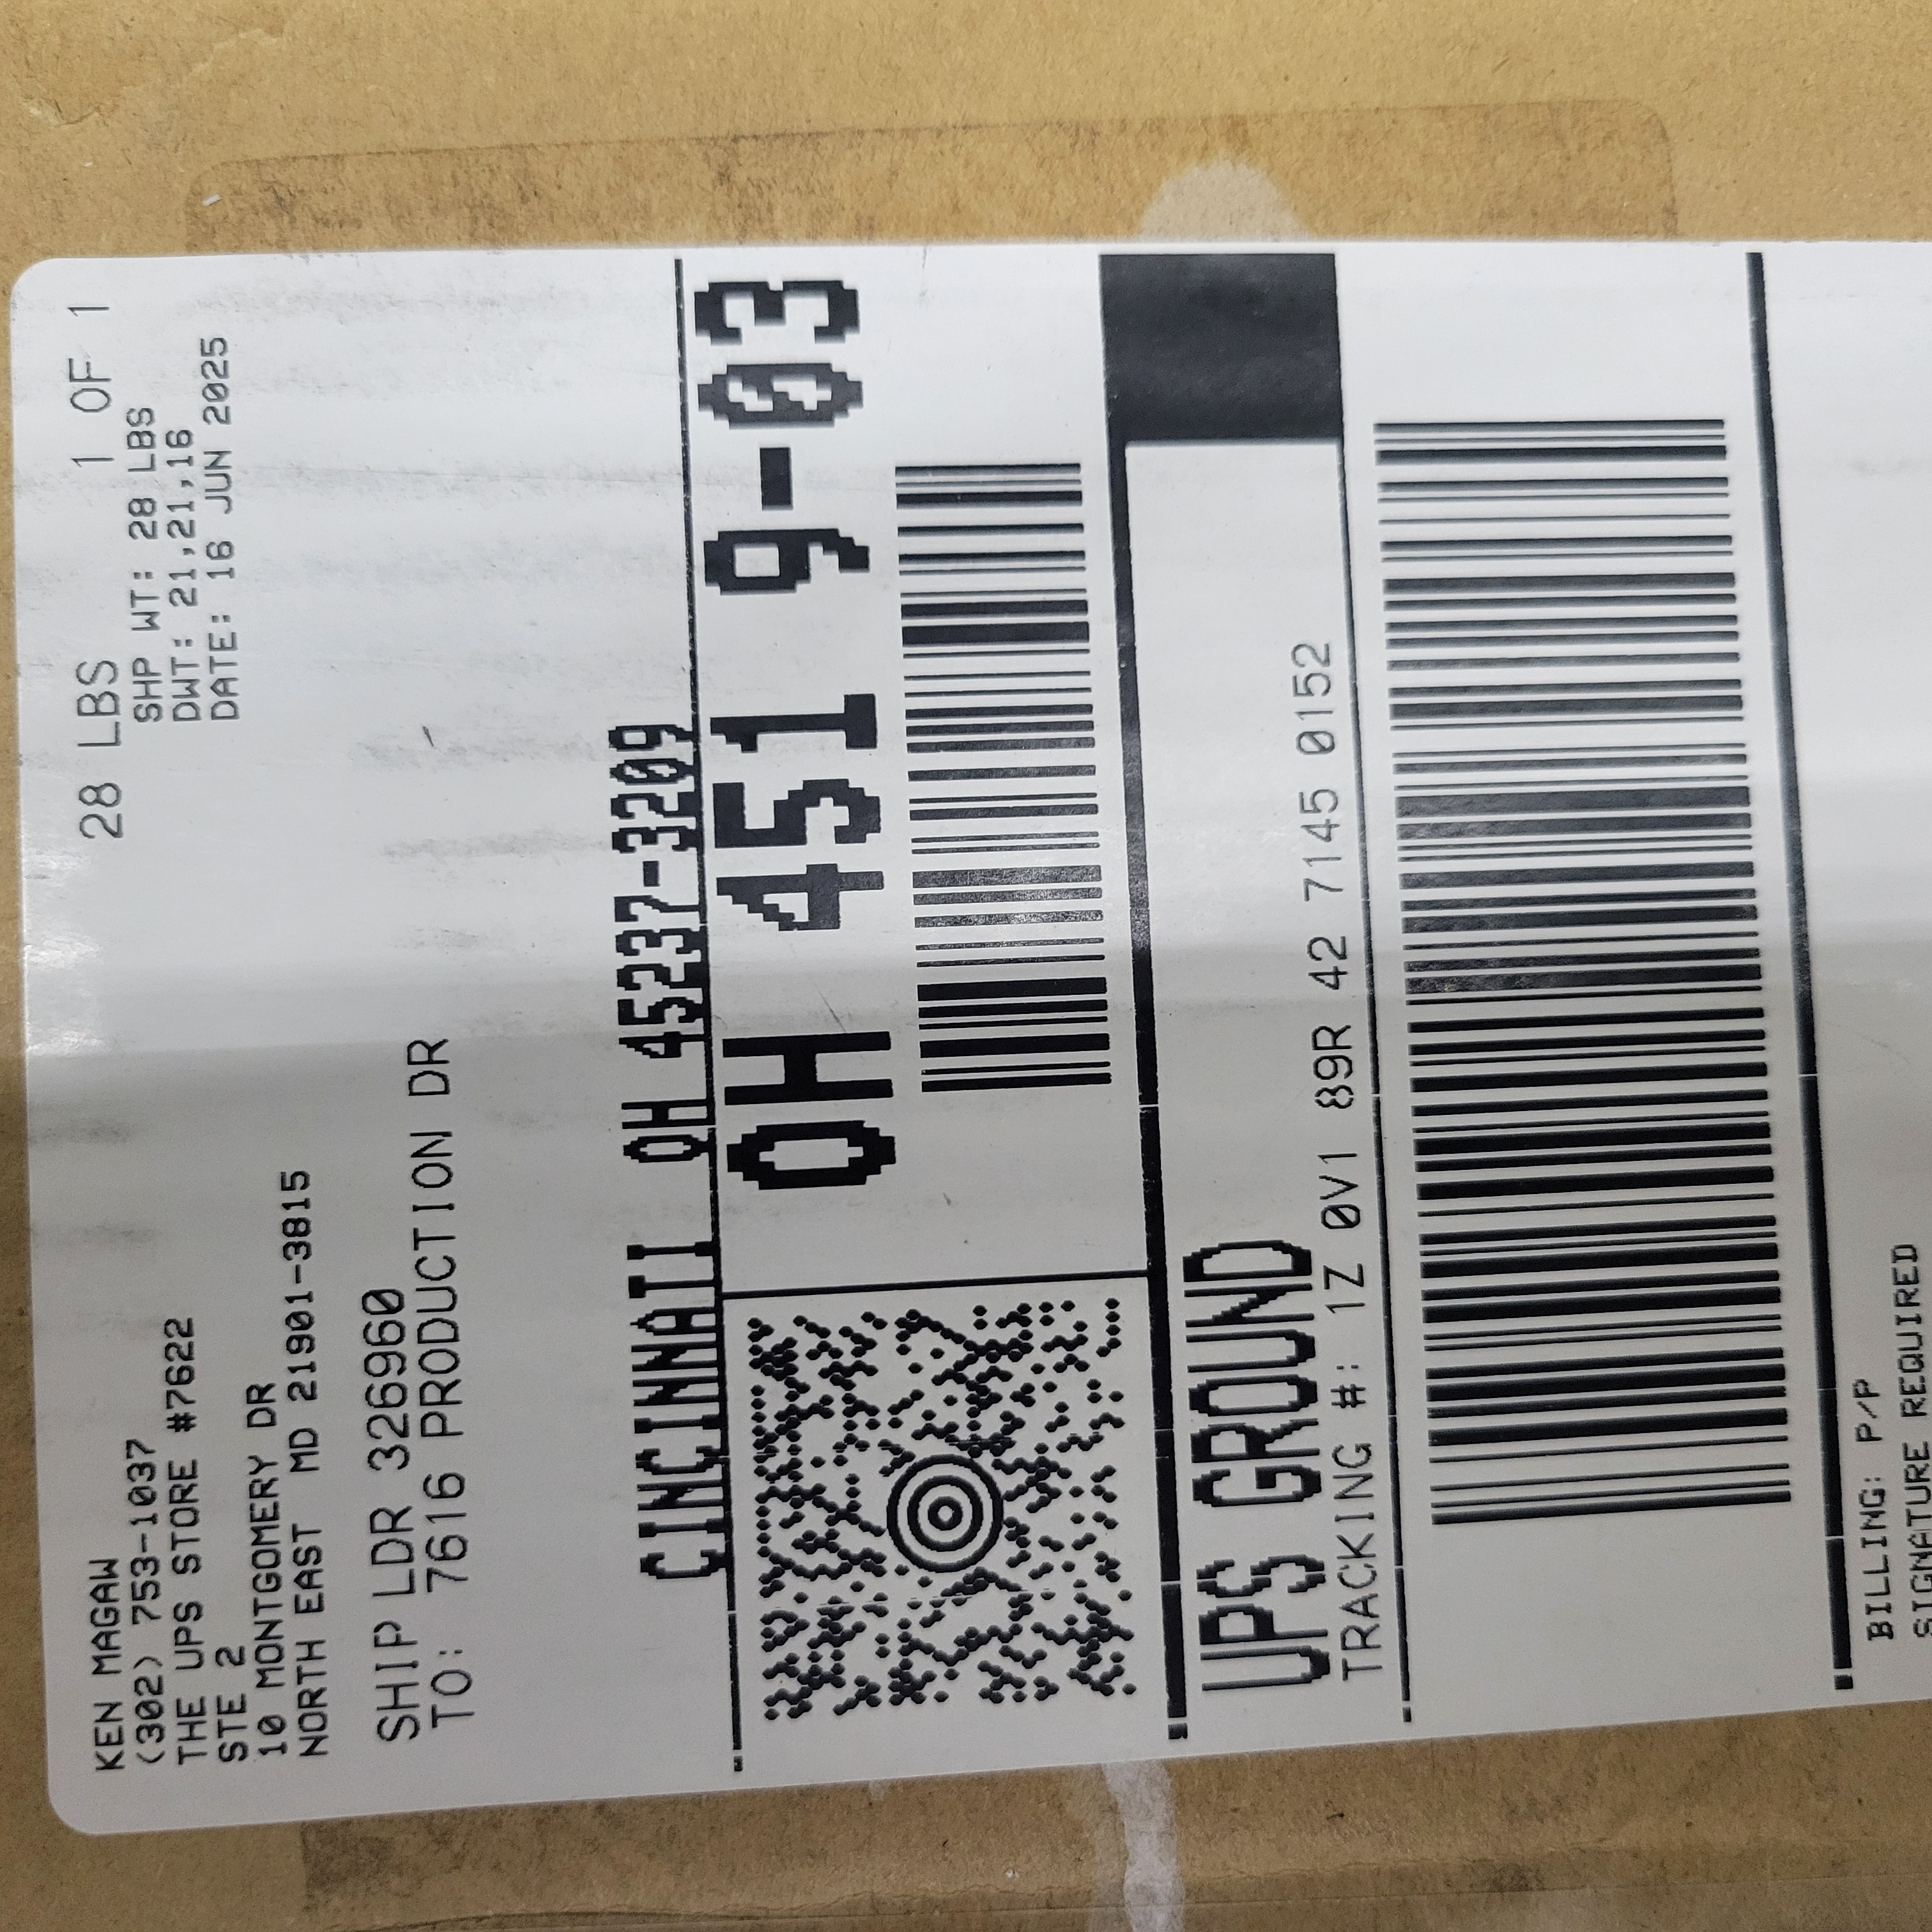 KEN MAGAW
(302) 753-1037
THE UPS STORE #7622
STE 2
10 MONTGOMERY DR
NORTH EAST MD 21901-3815
28 LBS 1 OF 1
SHP WT: 28 LBS
DWT: 21,21,16
DATE: 16 JUN 2025
SHIP LDR 326960
TO: 7616 PRODUCTION DR
CINCINNATI OH 45237-3209
OH 451 9-03
UPS GROUND
TRACKING #: 1Z 0V1 89R 42 7145 0152
BILLING: P/P
SIGNATURE REQUIRED